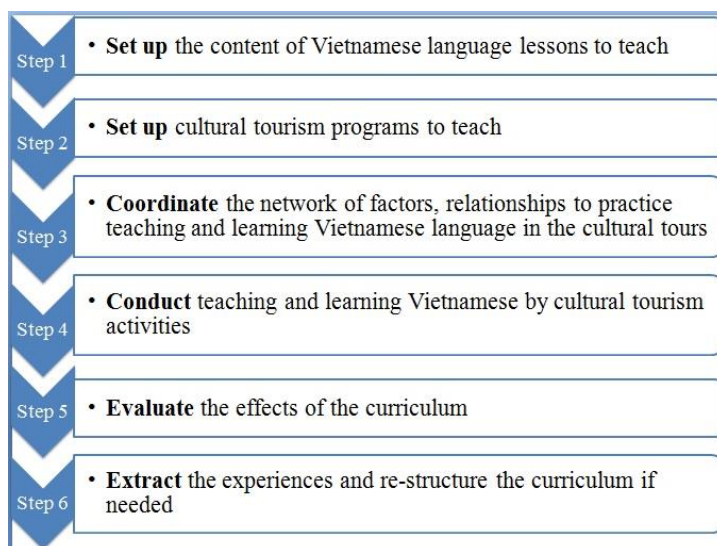 Step 1
• Set up the content of Vietnamese language lessons to teach
Step 2
• Set up cultural tourism programs to teach
Step 3
• Coordinate the network of factors, relationships to practice
teaching and learning Vietnamese language in the cultural tours
Step 4
• Conduct teaching and learning Vietnamese by cultural tourism
activities
Step 5
• Evaluate the effects of the curriculum
Step 6
• Extract the experiences and re-structure the curriculum if
needed